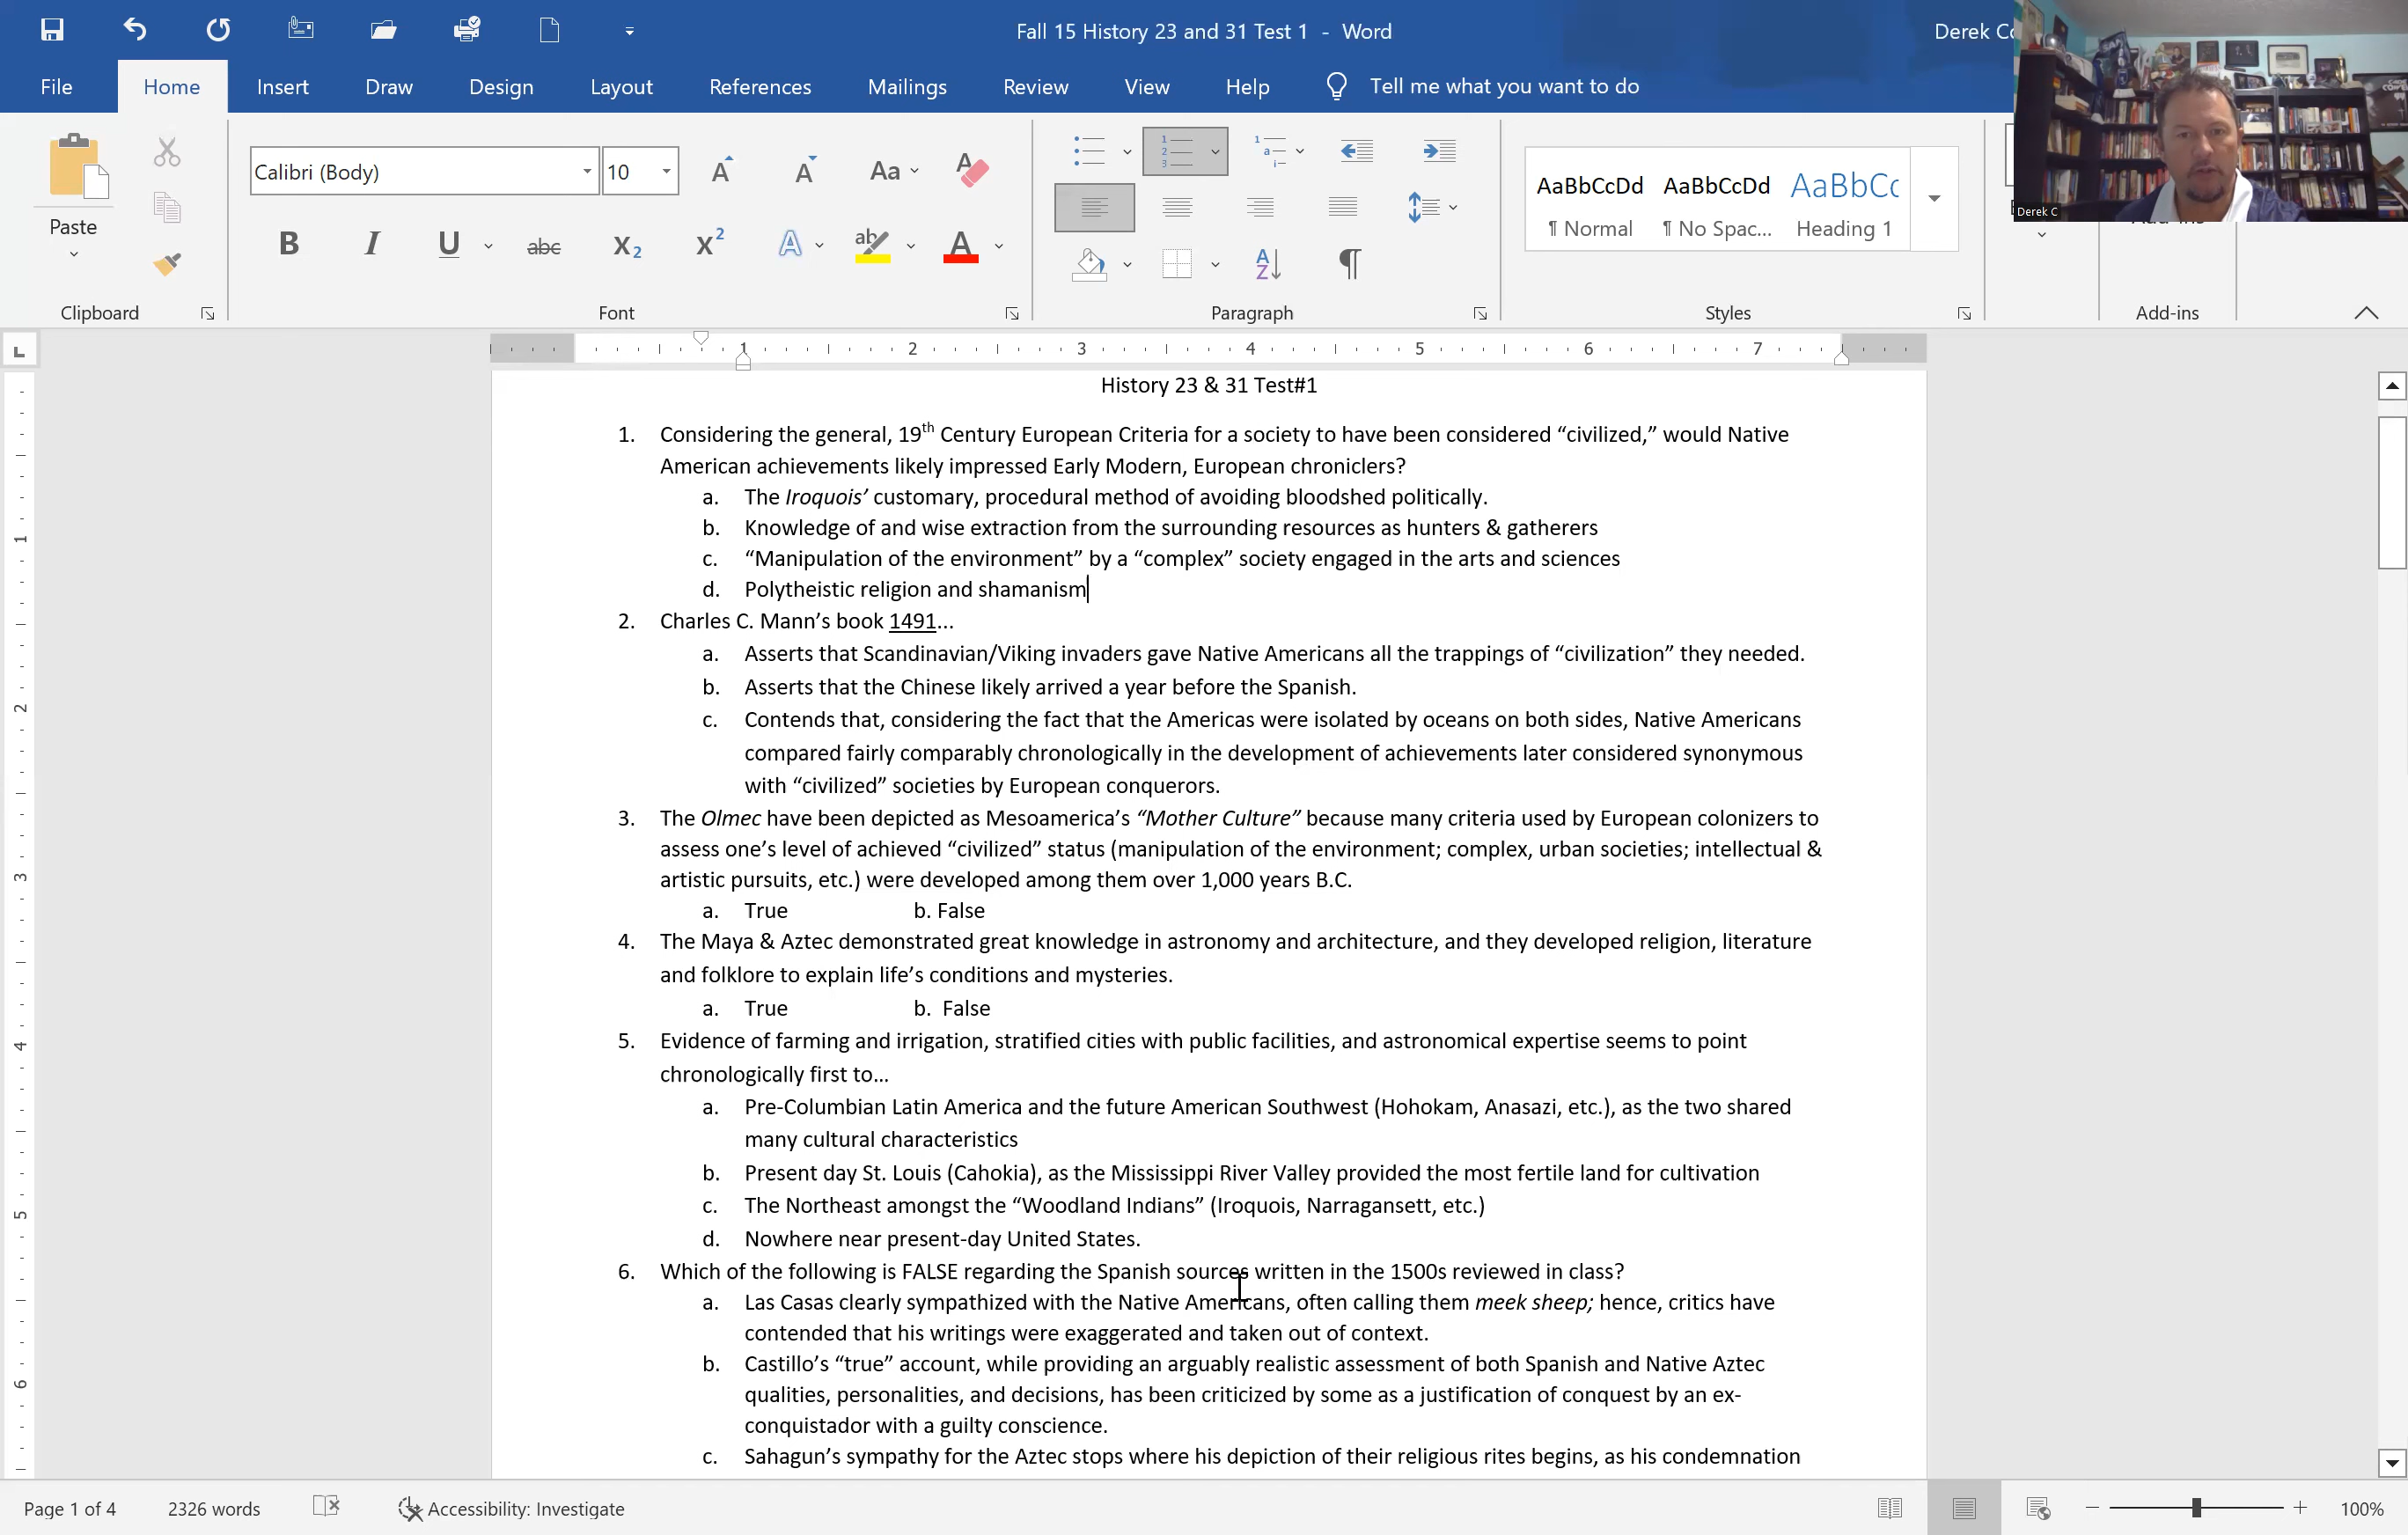 Fall 15 History 23 and 31 Test 1 - Word
Derek Co
File Home Insert Draw Design Layout References Mailings Review View Help Tell me what you want to do
Paste
Clipboard
Calibri (Body) 10
Font
Paragraph
AaBbCcDd AaBbCcDd AaBbCc
¶ Normal ¶ No Spac... Heading 1
Styles
Derek C
Add-ins
1 2 3 4 5 6 7
History 23 & 31 Test#1
1. Considering the general, 19th Century European Criteria for a society to have been considered “civilized,” would Native
American achievements likely impressed Early Modern, European chroniclers?
a. The Iroquois’ customary, procedural method of avoiding bloodshed politically.
b. Knowledge of and wise extraction from the surrounding resources as hunters & gatherers
c. “Manipulation of the environment” by a “complex” society engaged in the arts and sciences
d. Polytheistic religion and shamanism
2. Charles C. Mann’s book 1491...
a. Asserts that Scandinavian/Viking invaders gave Native Americans all the trappings of “civilization” they needed.
b. Asserts that the Chinese likely arrived a year before the Spanish.
c. Contends that, considering the fact that the Americas were isolated by oceans on both sides, Native Americans
compared fairly comparably chronologically in the development of achievements later considered synonymous
with “civilized” societies by European conquerors.
3. The Olmec have been depicted as Mesoamerica’s “Mother Culture” because many criteria used by European colonizers to
assess one’s level of achieved “civilized” status (manipulation of the environment; complex, urban societies; intellectual &
artistic pursuits, etc.) were developed among them over 1,000 years B.C.
a. True b. False
4. The Maya & Aztec demonstrated great knowledge in astronomy and architecture, and they developed religion, literature
and folklore to explain life’s conditions and mysteries.
a. True b. False
5. Evidence of farming and irrigation, stratified cities with public facilities, and astronomical expertise seems to point
chronologically first to…
a. Pre-Columbian Latin America and the future American Southwest (Hohokam, Anasazi, etc.), as the two shared
many cultural characteristics
b. Present day St. Louis (Cahokia), as the Mississippi River Valley provided the most fertile land for cultivation
c. The Northeast amongst the “Woodland Indians” (Iroquois, Narragansett, etc.)
d. Nowhere near present-day United States.
6. Which of the following is FALSE regarding the Spanish sources written in the 1500s reviewed in class?
a. Las Casas clearly sympathized with the Native Americans, often calling them meek sheep; hence, critics have
contended that his writings were exaggerated and taken out of context.
b. Castillo’s “true” account, while providing an arguably realistic assessment of both Spanish and Native Aztec
qualities, personalities, and decisions, has been criticized by some as a justification of conquest by an ex-
conquistador with a guilty conscience.
c. Sahagun’s sympathy for the Aztec stops where his depiction of their religious rites begins, as his condemnation
Page 1 of 4 2326 words Accessibility: Investigate 100%